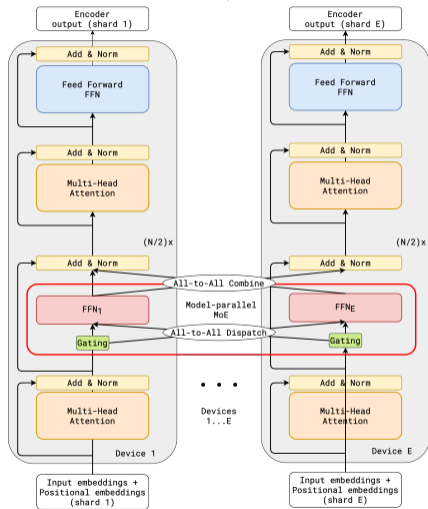 Encoder
output (shard 1)
Add & Norm
Feed Forward
FFN
Add & Norm
Multi-Head
Attention
(N/2)x
Add & Norm
FFN1
Gating
Add & Norm
Multi-Head
Attention
Device 1
Input embeddings +
Positional embeddings
(shard 1)
All-to-All Combine
Model-parallel
MoE
All-to-All Dispatch
Devices
1...E
Encoder
output (shard E)
Add & Norm
Feed Forward
FFN
Add & Norm
Multi-Head
Attention
(N/2)x
Add & Norm
FFNE
Gating
Add & Norm
Multi-Head
Attention
Device E
Input embeddings +
Positional embeddings
(shard E)